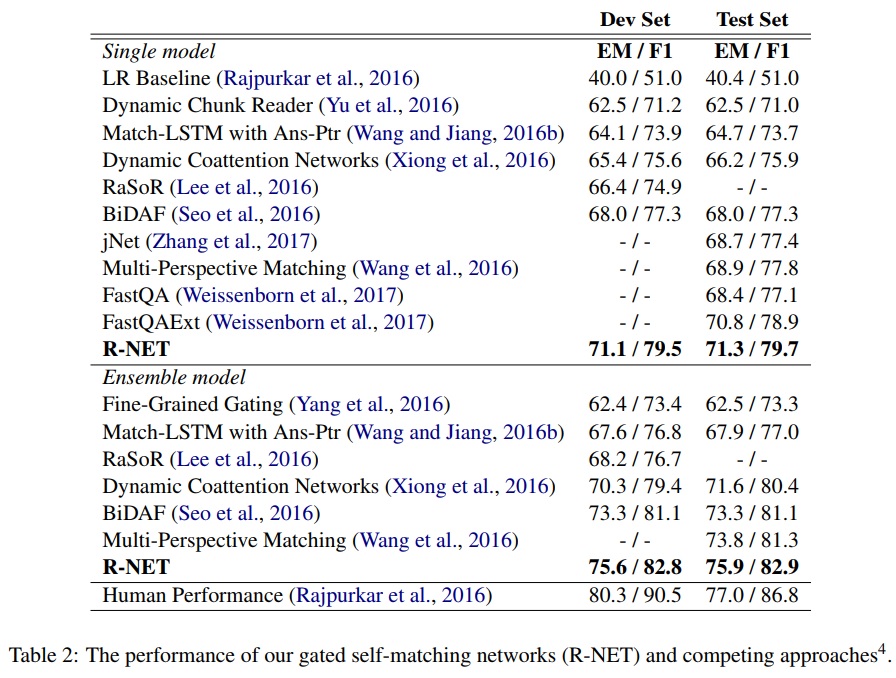 Dev Set Test Set
Single model EM / F1 EM / F1
LR Baseline (Rajpurkar et al., 2016) 40.0 / 51.0 40.4 / 51.0
Dynamic Chunk Reader (Yu et al., 2016) 62.5 / 71.2 62.5 / 71.0
Match-LSTM with Ans-Ptr (Wang and Jiang, 2016b) 64.1 / 73.9 64.7 / 73.7
Dynamic Coattention Networks (Xiong et al., 2016) 65.4 / 75.6 66.2 / 75.9
RaSoR (Lee et al., 2016) 66.4 / 74.9 - / -
BiDAF (Seo et al., 2016) 68.0 / 77.3 68.0 / 77.3
jNet (Zhang et al., 2017) - / - 68.7 / 77.4
Multi-Perspective Matching (Wang et al., 2016) - / - 68.9 / 77.8
FastQA (Weissenborn et al., 2017) - / - 68.4 / 77.1
FastQAExt (Weissenborn et al., 2017) - / - 70.8 / 78.9
R-NET 71.1 / 79.5 71.3 / 79.7
Ensemble model
Fine-Grained Gating (Yang et al., 2016) 62.4 / 73.4 62.5 / 73.3
Match-LSTM with Ans-Ptr (Wang and Jiang, 2016b) 67.6 / 76.8 67.9 / 77.0
RaSoR (Lee et al., 2016) 68.2 / 76.7 - / -
Dynamic Coattention Networks (Xiong et al., 2016) 70.3 / 79.4 71.6 / 80.4
BiDAF (Seo et al., 2016) 73.3 / 81.1 73.3 / 81.1
Multi-Perspective Matching (Wang et al., 2016) - / - 73.8 / 81.3
R-NET 75.6 / 82.8 75.9 / 82.9
Human Performance (Rajpurkar et al., 2016) 80.3 / 90.5 77.0 / 86.8
Table 2: The performance of our gated self-matching networks (R-NET) and competing approaches⁴.